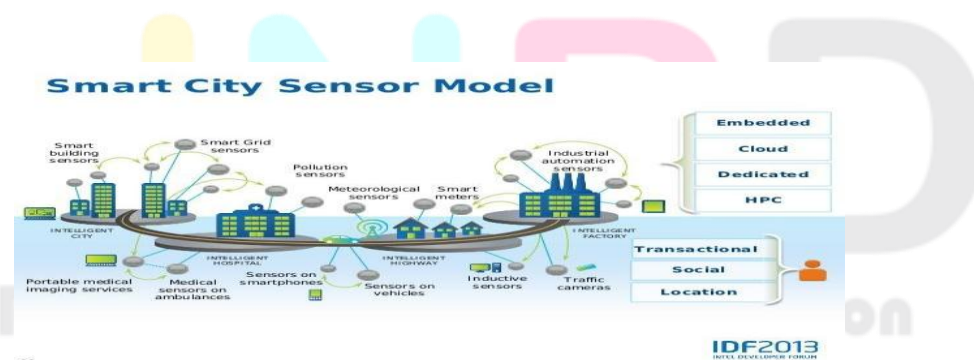 Smart City Sensor Model
Smart
building
sensors
Smart Grid
sensors
Pollution
sensors
Meteorological
sensors
Smart
meters
Industrial
automation
sensors
INTELLIGENT
CITY
INTELLIGENT
HOSPITAL
INTELLIGENT
HIGHWAY
INTELLIGENT
FACTORY
Portable medical
imaging services
Medical
sensors on
ambulances
Sensors on
smartphones
Sensors on
vehicles
Inductive
sensors
Traffic
cameras
Embedded
Cloud
Dedicated
HPC
Transactional
Social
Location
IDF2013
INTEL DEVELOPER FORUM